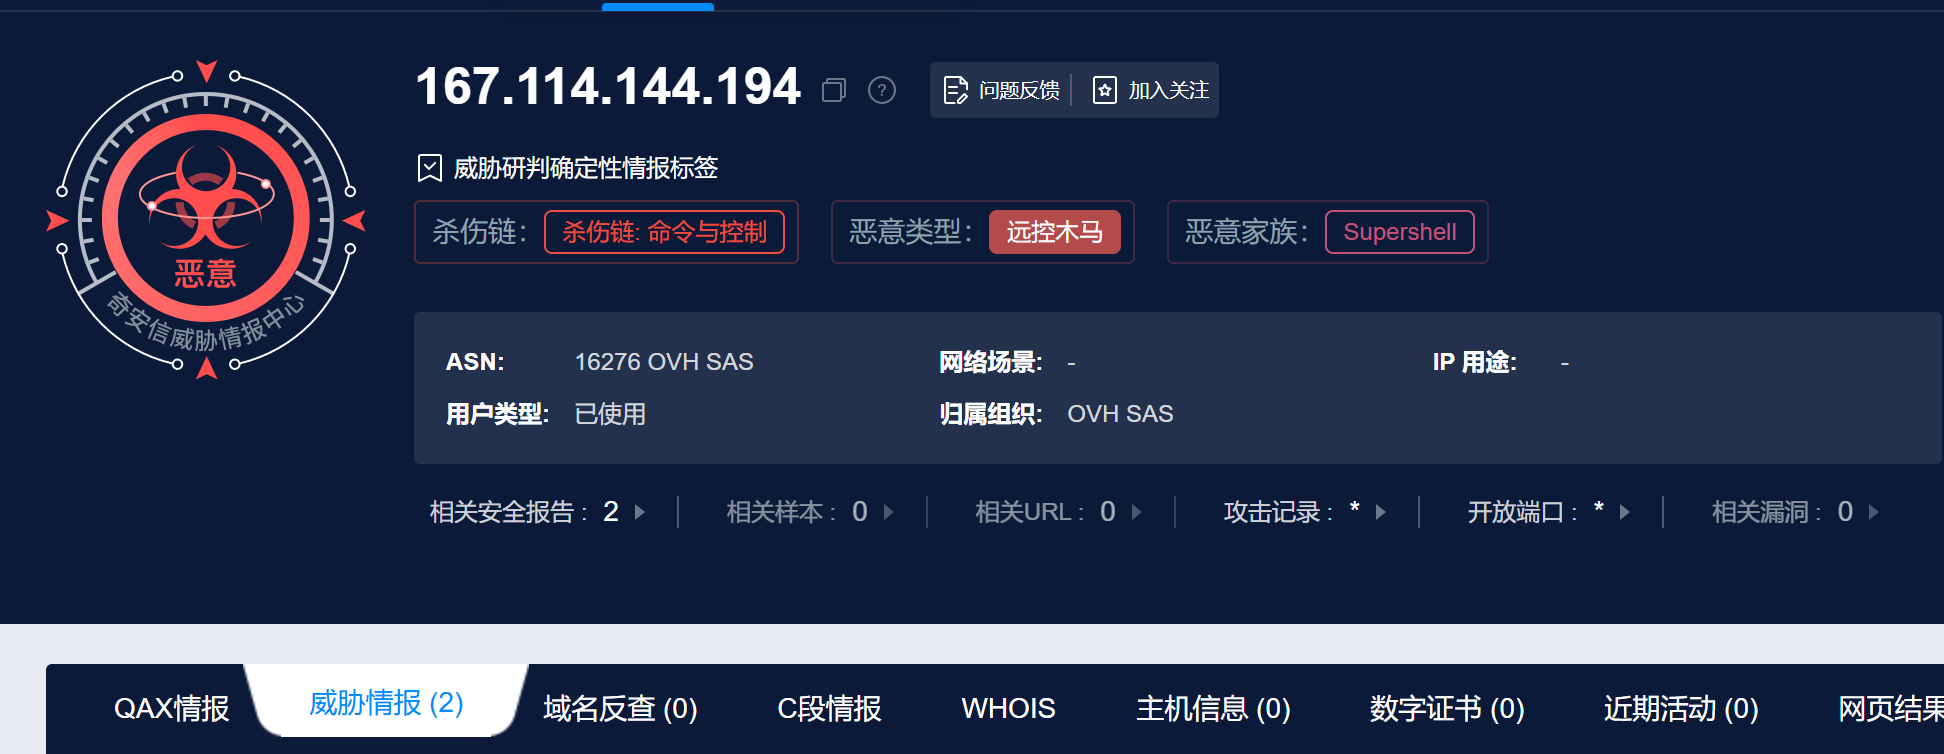 167.114.144.194
?
问题反馈
加入关注
威胁研判确定性情报标签
杀伤链: 杀伤链: 命令与控制
恶意类型: 远控木马
恶意家族: Supershell
恶意
奇安信威胁情报中心
ASN: 16276 OVH SAS
网络场景: -
IP 用途: -
用户类型: 已使用
归属组织: OVH SAS
相关安全报告 : 2
相关样本 : 0
相关URL : 0
攻击记录 : *
开放端口 : *
相关漏洞 : 0
QAX情报
威胁情报 (2)
域名反查 (0)
C段情报
WHOIS
主机信息 (0)
数字证书 (0)
近期活动 (0)
网页结果